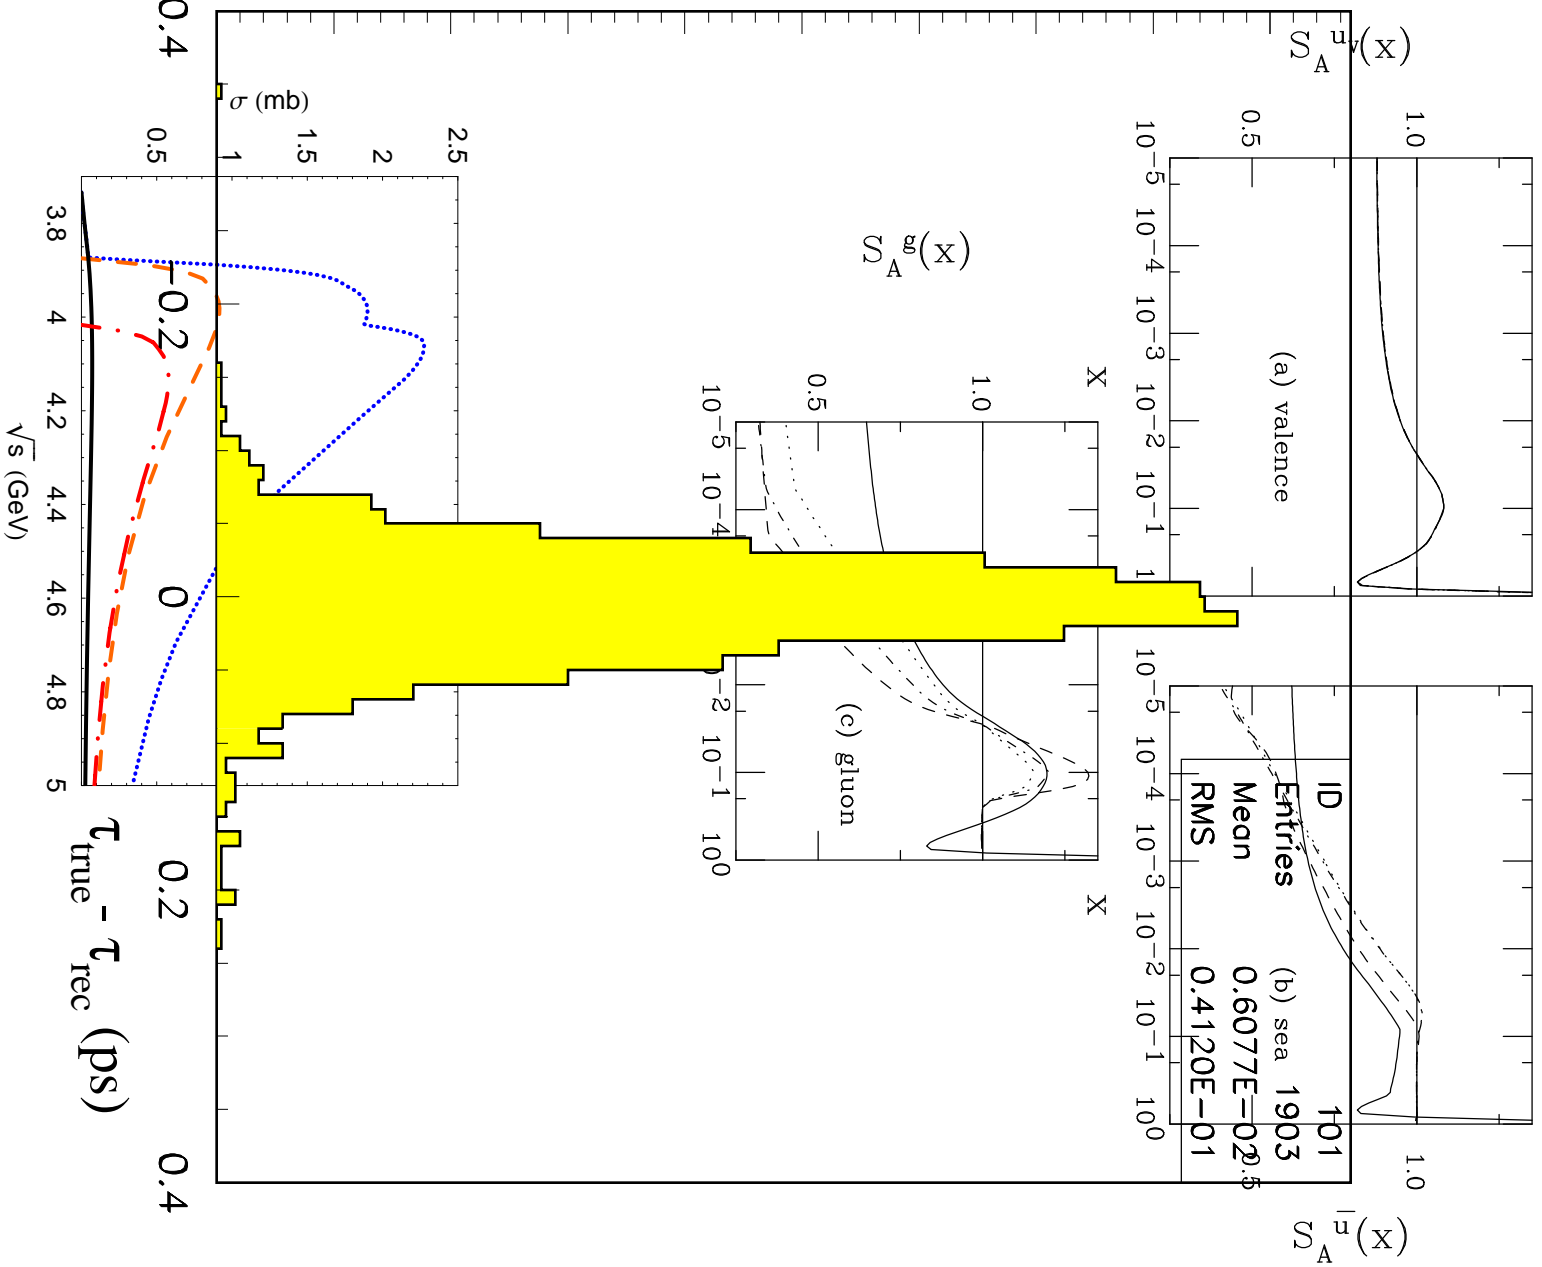 S_A^{u_v}(x)
1.0
0.5
10^-5
10^-4
10^-3
10^-2
10^-1
1
(a) valence
x
S_A^{ū}(x)
1.0
0.5
10^-5
10^-4
10^-3
10^-2
10^-1
10^0
(b) sea
x
S_A^g(x)
1.0
0.5
10^-5
10^-4
-2
10^-1
10^0
(c) gluon
ID 101
Entries 1903
Mean 0.6077E-02
RMS 0.4120E-01
0.4
-0.2
0
0.2
0.4
τ_true - τ_rec (ps)
σ (mb)
2.5
2
1.5
1
0.5
3.8
4
4.2
4.4
4.6
4.8
5
√s (GeV)